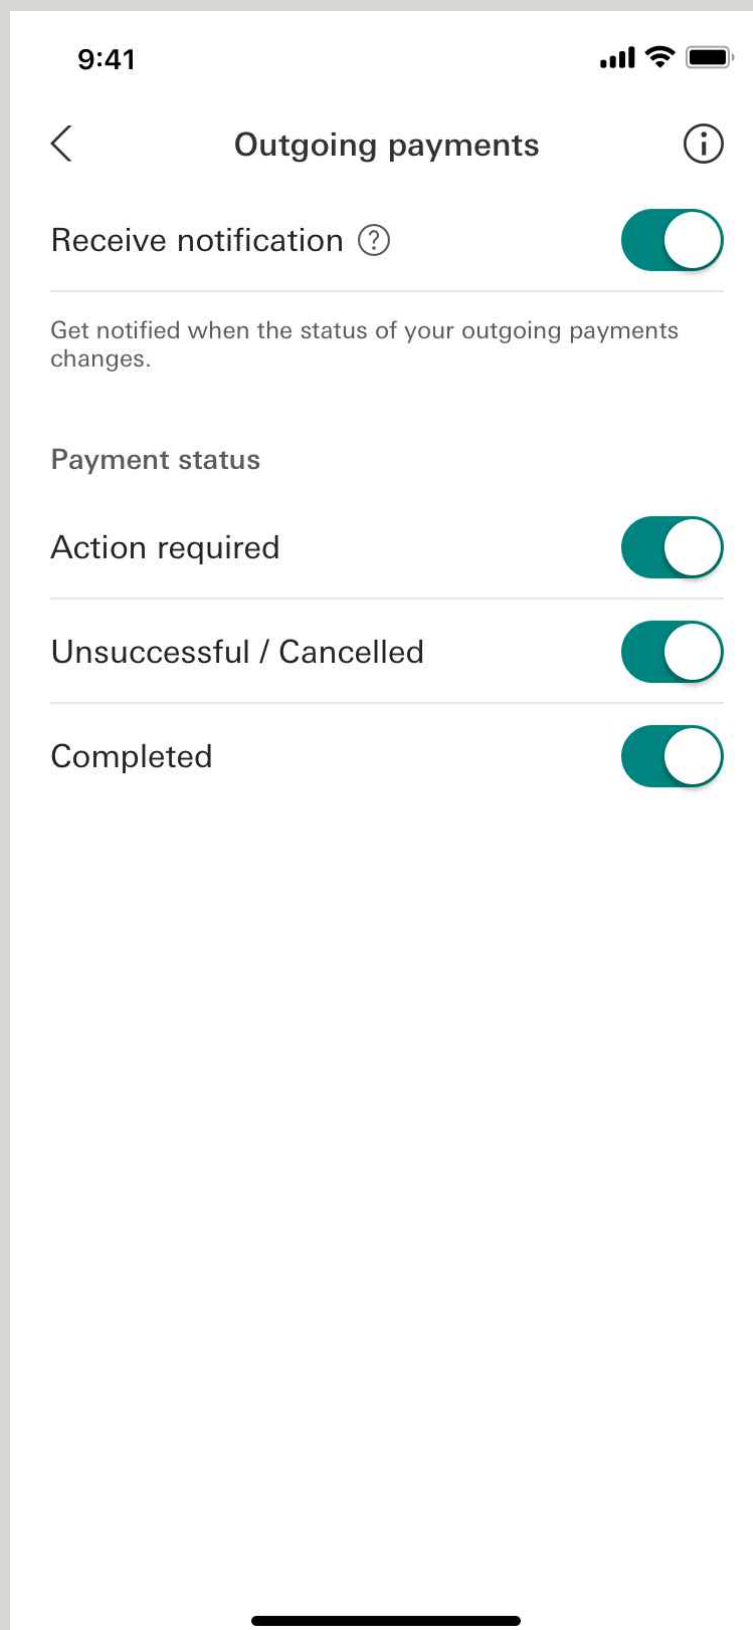 9:41
Outgoing payments
Receive notification
Get notified when the status of your outgoing payments
changes.
Payment status
Action required
Unsuccessful / Cancelled
Completed